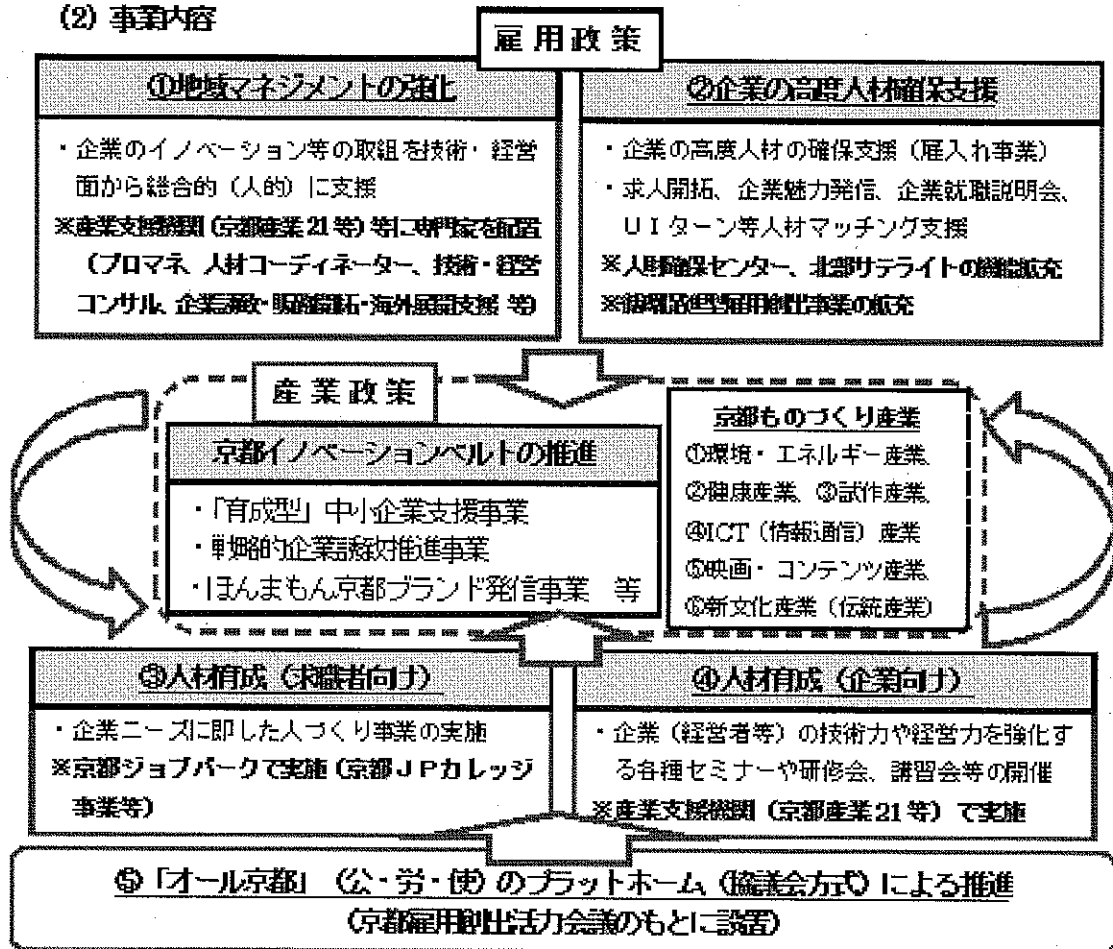 (2) 事業内容
雇用政策
①地域マネジメントの強化
・企業のイノベーション等の取組を技術・経営
面から総合的（人的）に支援
※産業支援機関（京都産業21等）等に専門家を配置
（プロマネ、人材コーディネーター、技術・経営
コンサル、企業誘致・販路開拓・海外展開支援 等）
②企業の高度人材確保支援
・企業の高度人材の確保支援（雇入れ事業）
・求人開拓、企業魅力発信、企業就職説明会、
ＵＩターン等人材マッチング支援
※人財確保センター、北部サテライトの機能拡充
※循環改型雇用創出事業の拡充
産業政策
京都イノベーションベルトの推進
・「育成型」中小企業支援事業
・戦略的企業誘致推進事業
・ほんまもん京都ブランド発信事業　等
京都ものづくり産業
①環境・エネルギー産業、
②健康産業、③試作産業、
④ICT（情報通信）産業
⑤映画・コンテンツ産業、
⑥新文化産業（伝統産業）
③人材育成（求職者向け）
・企業ニーズに即した人づくり事業の実施
※京都ジョブパークで実施（京都ＪＰカレッジ
事業等）
④人材育成（企業向け）
・企業（経営者等）の技術力や経営力を強化す
る各種セミナーや研修会、講習会等の開催
※産業支援機関（京都産業21等）で実施
⑤「オール京都」（公・労・使）のプラットホーム（協議会方式）による推進
（京都雇用創出活力会議のもとに設置）